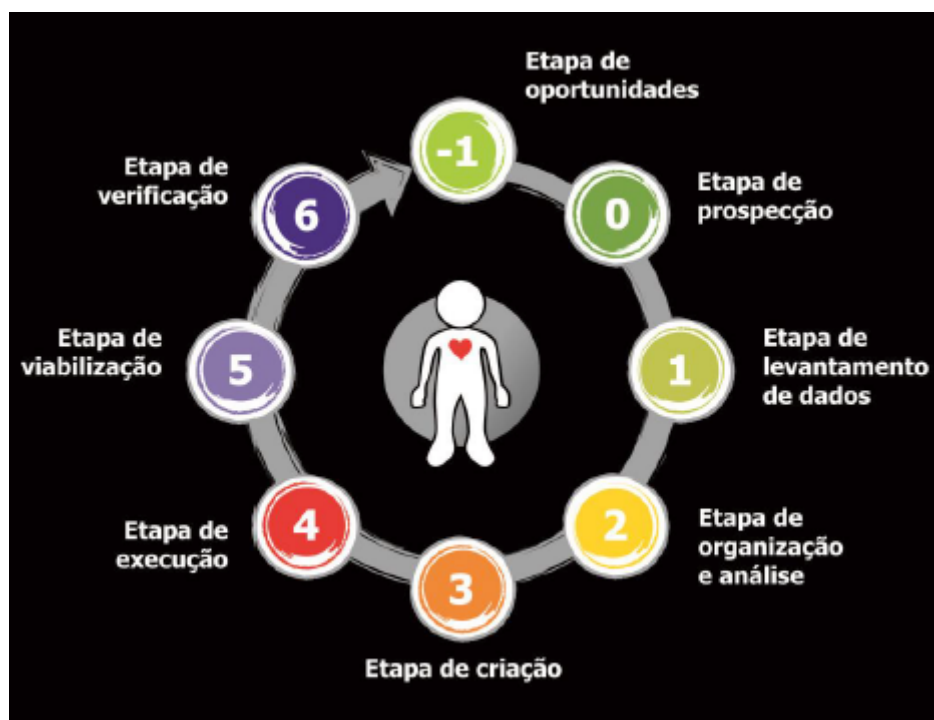 Etapa de
oportunidades
-1
Etapa de
prospecção
0
Etapa de
levantamento
de dados
1
Etapa de
organização
e análise
2
Etapa de criação
3
Etapa de
execução
4
Etapa de
viabilização
5
Etapa de
verificação
6